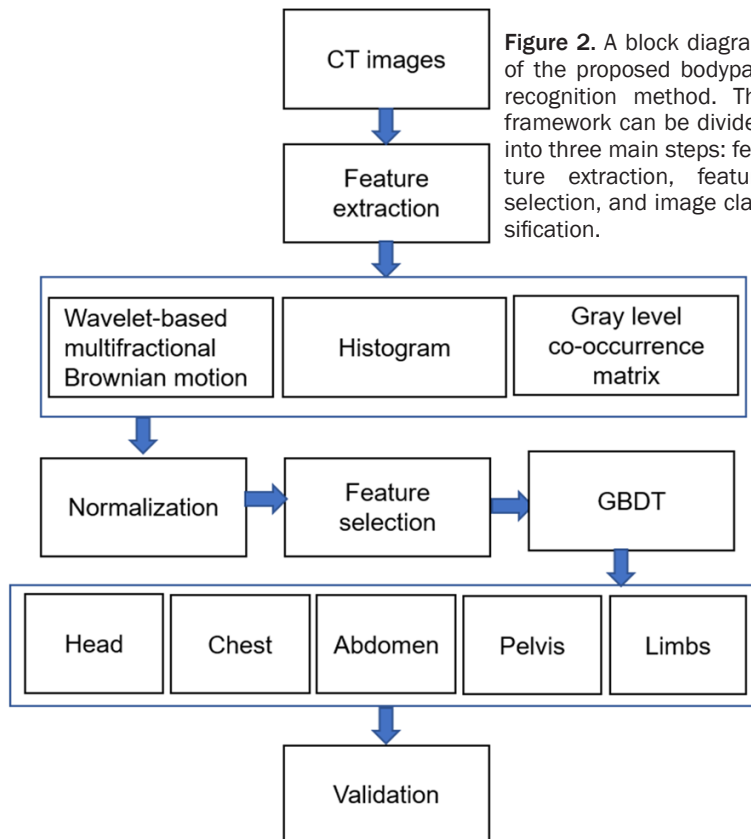 CT images
Figure 2. A block diagra
of the proposed bodypa
recognition method. Th
framework can be divide
into three main steps: fe
ture extraction, featur
selection, and image cla
sification.
Feature
extraction
Wavelet-based
multifractional
Brownian motion
Histogram
Gray level
co-occurrence
matrix
Normalization
Feature
selection
GBDT
Head
Chest
Abdomen
Pelvis
Limbs
Validation